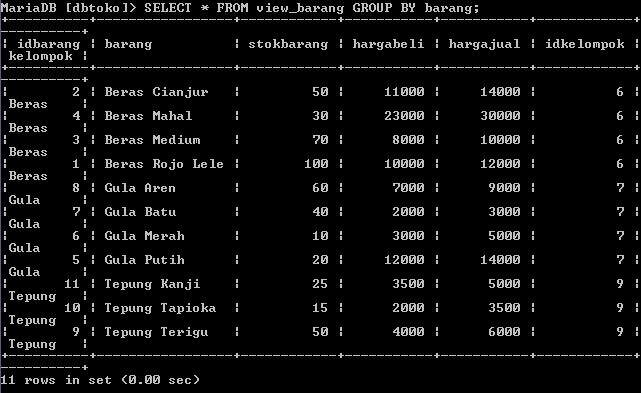 MariaDB [dbtoko]> SELECT * FROM view_barang GROUP BY barang;
+----------+-----------------+------------+-----------+-----------+------------+
----------+
¦ idbarang ¦ barang          ¦ stokbarang ¦ hargabeli ¦ hargajual ¦ idkelompok ¦
kelompok ¦
+----------+-----------------+------------+-----------+-----------+------------+
----------+
¦        2 ¦ Beras Cianjur   ¦         50 ¦     11000 ¦     14000 ¦          6 ¦
Beras    ¦
¦        4 ¦ Beras Mahal     ¦         30 ¦     23000 ¦     30000 ¦          6 ¦
Beras    ¦
¦        3 ¦ Beras Medium    ¦         70 ¦      8000 ¦     10000 ¦          6 ¦
Beras    ¦
¦        1 ¦ Beras Rojo Lele ¦        100 ¦     10000 ¦     12000 ¦          6 ¦
Beras    ¦
¦        8 ¦ Gula Aren       ¦         60 ¦      7000 ¦      9000 ¦          7 ¦
Gula     ¦
¦        7 ¦ Gula Batu       ¦         40 ¦      2000 ¦      3000 ¦          7 ¦
Gula     ¦
¦        6 ¦ Gula Merah      ¦         10 ¦      3000 ¦      5000 ¦          7 ¦
Gula     ¦
¦        5 ¦ Gula Putih      ¦         20 ¦     12000 ¦     14000 ¦          7 ¦
Gula     ¦
¦       11 ¦ Tepung Kanji    ¦         25 ¦      3500 ¦      5000 ¦          9 ¦
Tepung   ¦
¦       10 ¦ Tepung Tapioka  ¦         15 ¦      2000 ¦      3500 ¦          9 ¦
Tepung   ¦
¦        9 ¦ Tepung Terigu   ¦         50 ¦      4000 ¦      6000 ¦          9 ¦
Tepung   ¦
+----------+-----------------+------------+-----------+-----------+------------+
----------+
11 rows in set (0.00 sec)